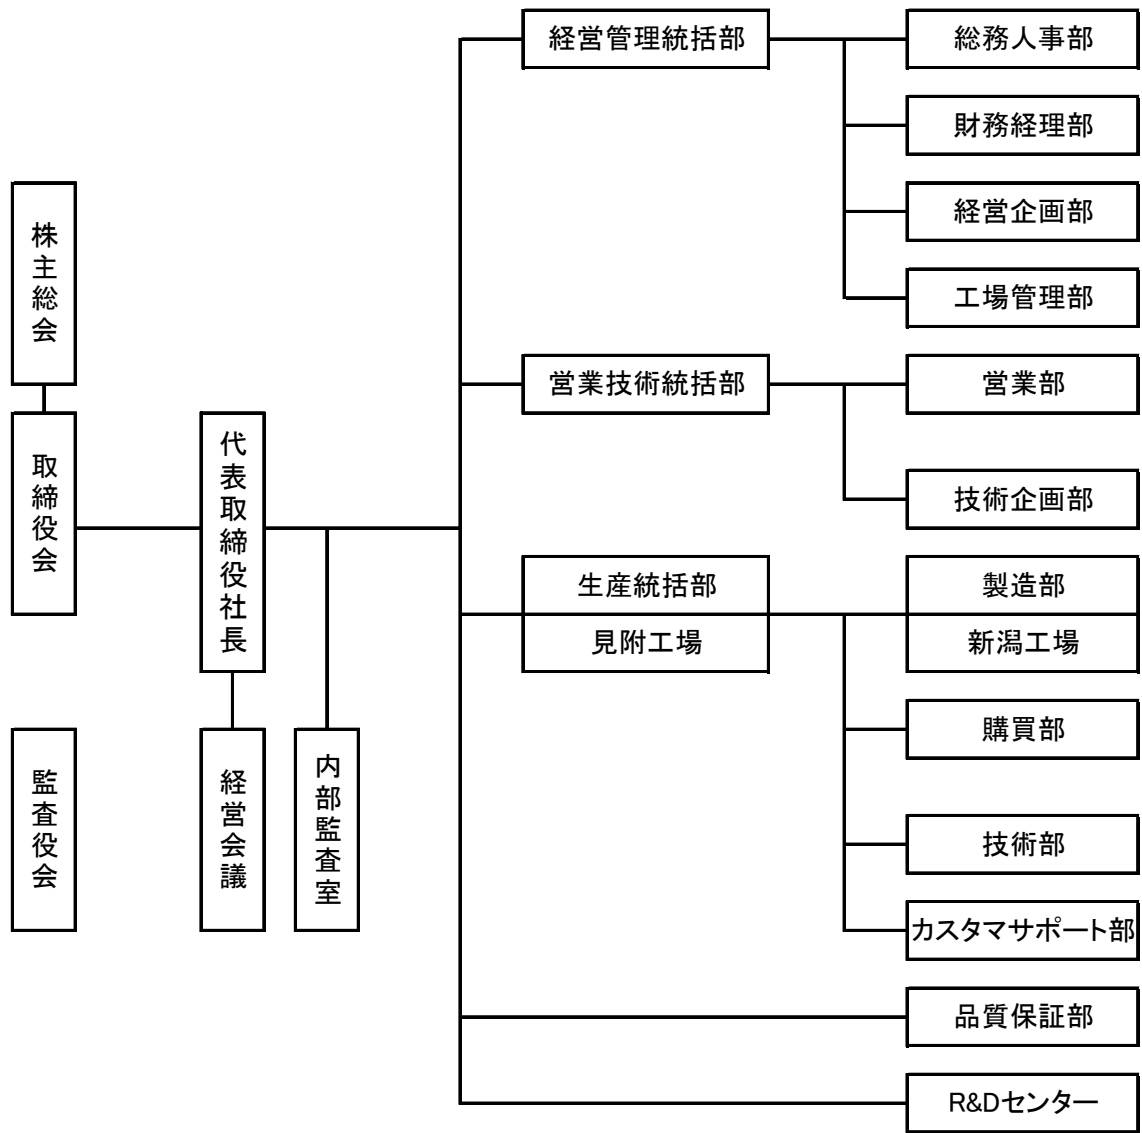 株主総会
取締役会
監査役会
代表取締役社長
経営会議
内部監査室
経営管理統括部
総務人事部
財務経理部
経営企画部
工場管理部
営業技術統括部
営業部
技術企画部
生産統括部
見附工場
製造部
新潟工場
購買部
技術部
カスタマサポート部
品質保証部
R&Dセンター